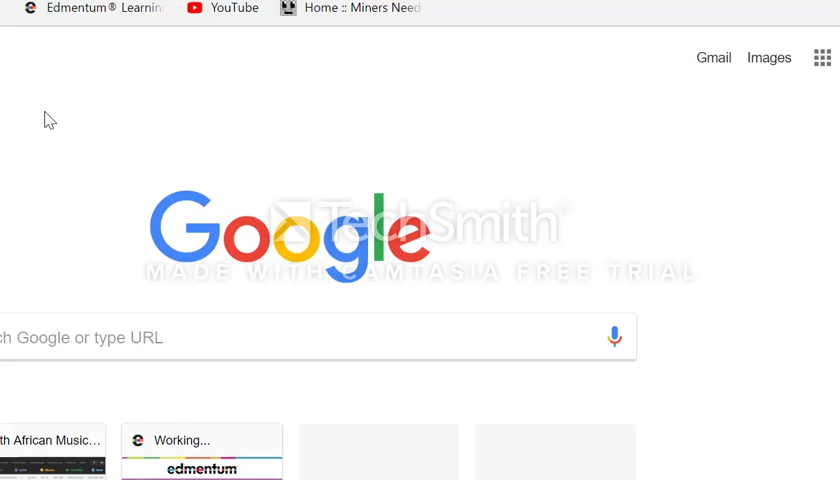 Edmentum® Learnin YouTube Home :: Miners Need
Gmail Images
Google
TechSmith®
MADE WITH CAMTASIA FREE TRIAL
ch Google or type URL
th African Music... Working...
edmentum